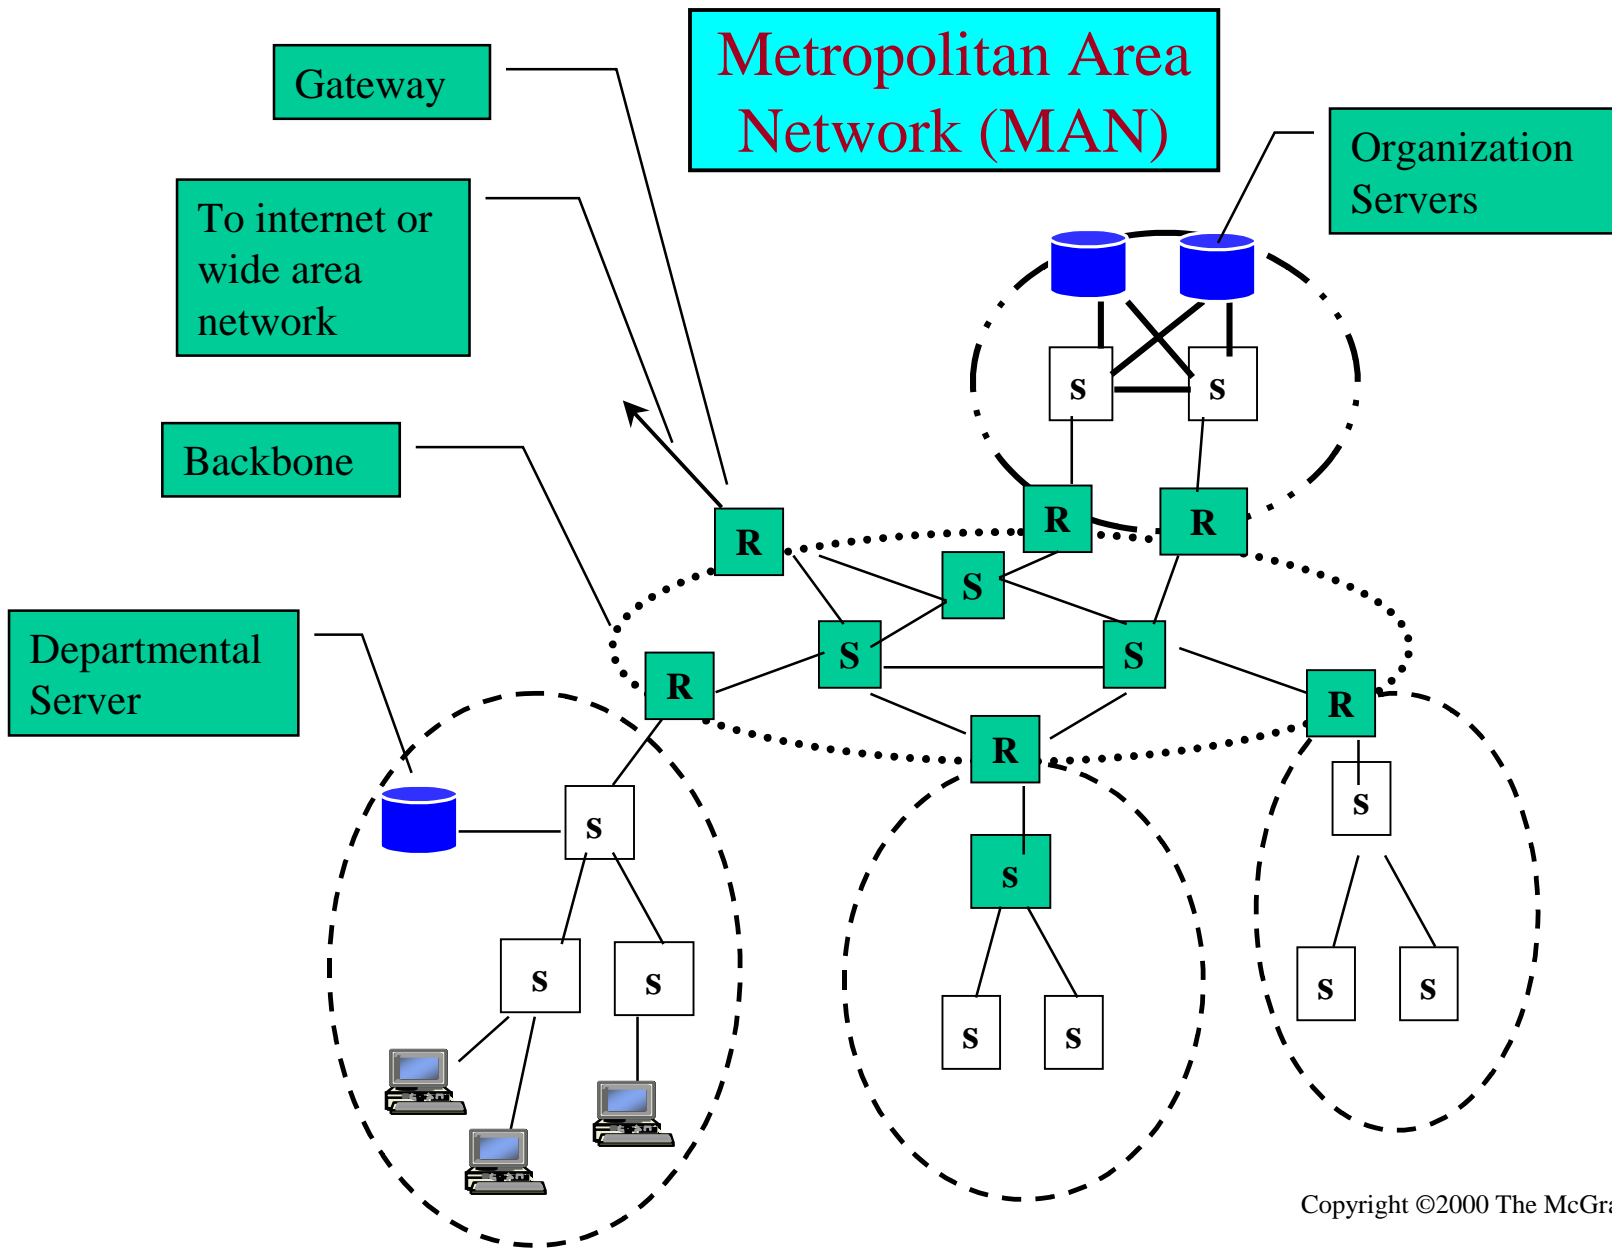 Metropolitan Area
Network (MAN)
Gateway
Organization
Servers
To internet or
wide area
network
s s
Backbone
R R R
S
S S
Departmental
Server
R R
R
s
s
s
s s
s s
s s
Copyright ©2000 The McGra